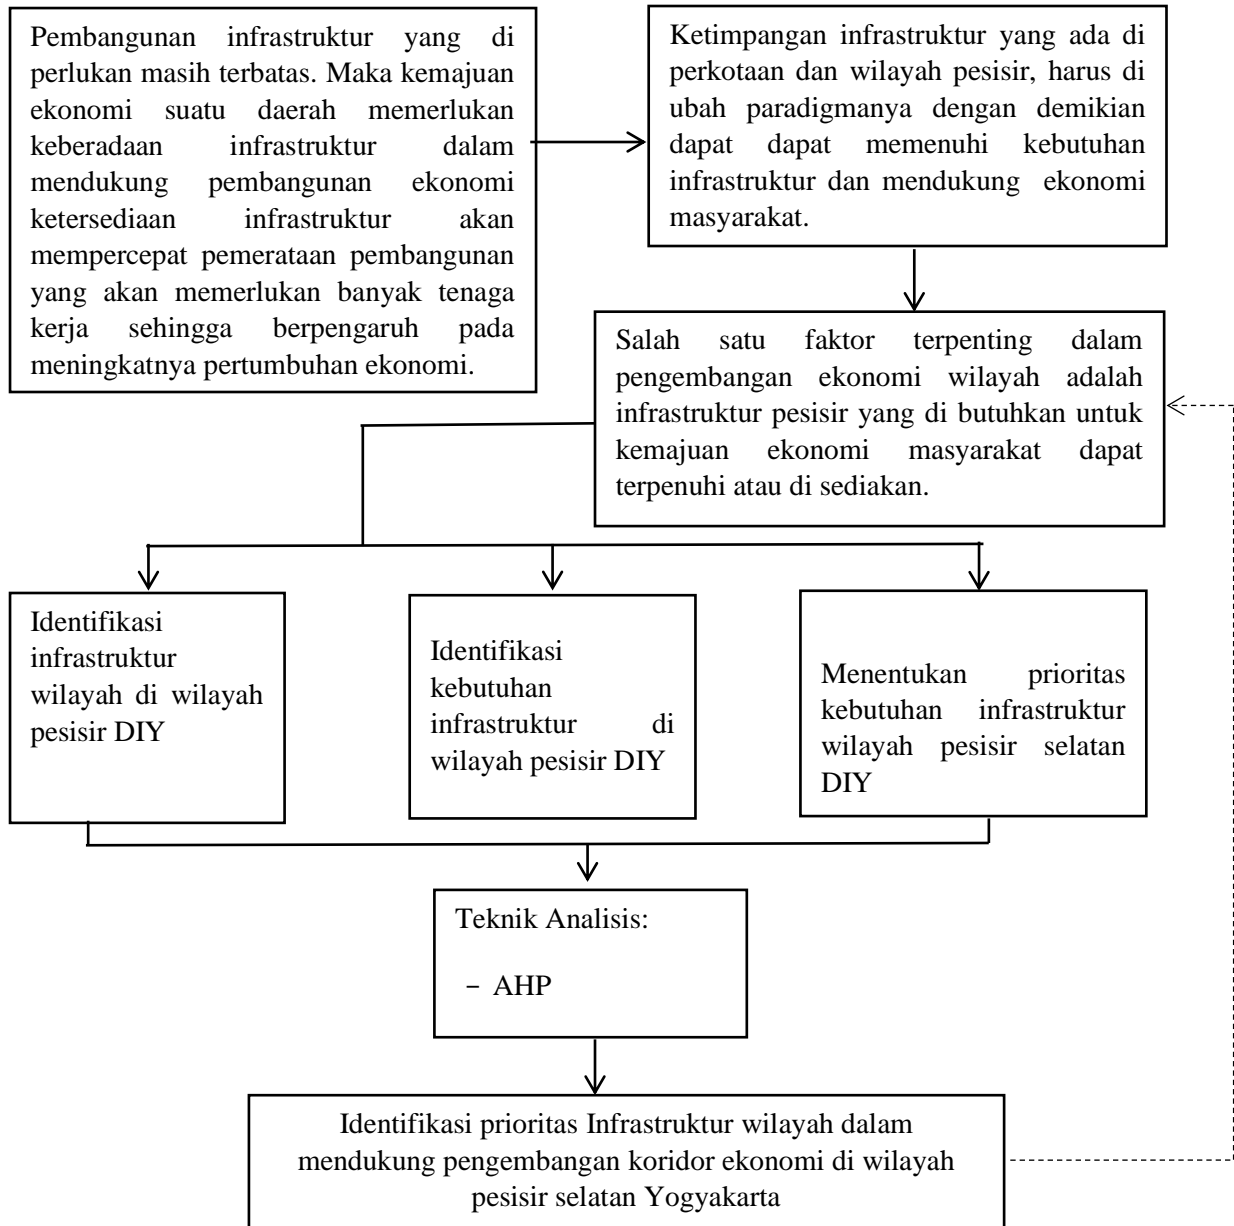 Pembangunan infrastruktur yang di
perlukan masih terbatas. Maka kemajuan
ekonomi suatu daerah memerlukan
keberadaan infrastruktur dalam
mendukung pembangunan ekonomi
ketersediaan infrastruktur akan
mempercepat pemerataan pembangunan
yang akan memerlukan banyak tenaga
kerja sehingga berpengaruh pada
meningkatnya pertumbuhan ekonomi.
Ketimpangan infrastruktur yang ada di
perkotaan dan wilayah pesisir, harus di
ubah paradigmanya dengan demikian
dapat dapat memenuhi kebutuhan
infrastruktur dan mendukung ekonomi
masyarakat.
Salah satu faktor terpenting dalam
pengembangan ekonomi wilayah adalah
infrastruktur pesisir yang di butuhkan untuk
kemajuan ekonomi masyarakat dapat
terpenuhi atau di sediakan.
Identifikasi
infrastruktur
wilayah di wilayah
pesisir DIY
Identifikasi
kebutuhan
infrastruktur di
wilayah pesisir DIY
Menentukan prioritas
kebutuhan infrastruktur
wilayah pesisir selatan
DIY
Teknik Analisis:
– AHP
Identifikasi prioritas Infrastruktur wilayah dalam
mendukung pengembangan koridor ekonomi di wilayah
pesisir selatan Yogyakarta